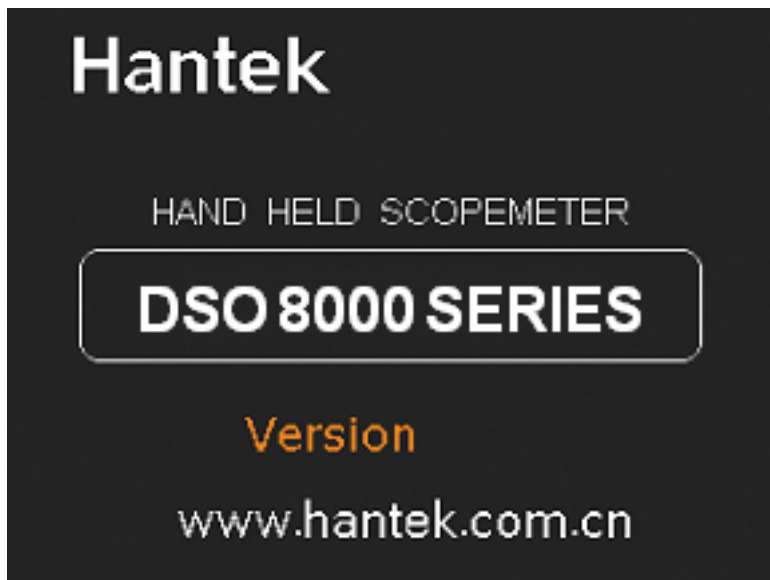 Hantek
HAND HELD SCOPEMETER
DSO 8000 SERIES
Version
www.hantek.com.cn